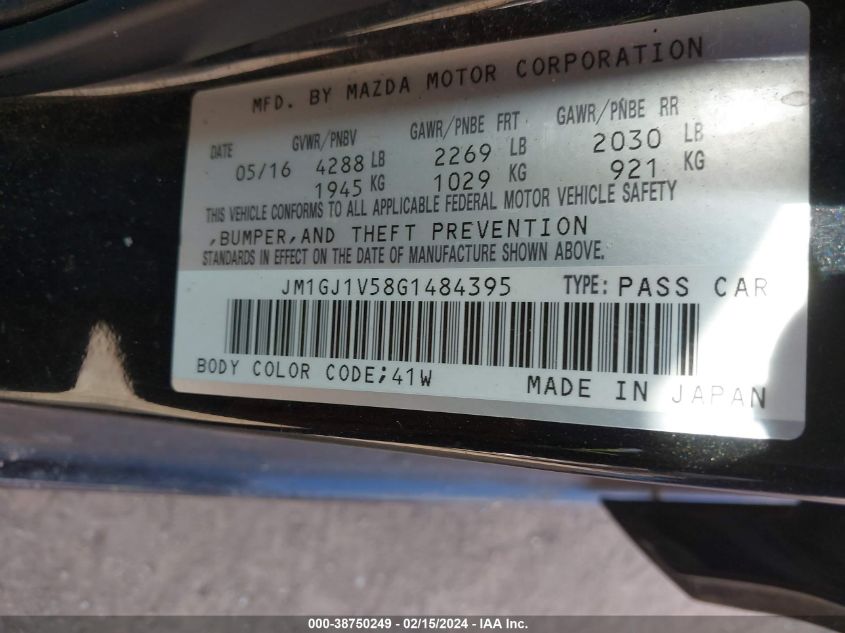 MFD. BY MAZDA MOTOR CORPORATION
DATE GVWR/PNBV GAWR/PNBE FRT GAWR/PNBE RR
05/16 4288 LB 2269 LB 2030 LB
1945 KG 1029 KG 921 KG
THIS VEHICLE CONFORMS TO ALL APPLICABLE FEDERAL MOTOR VEHICLE SAFETY
,BUMPER,AND THEFT PREVENTION
STANDARDS IN EFFECT ON THE DATE OF MANUFACTURE SHOWN ABOVE.
JM1GJ1V58G1484395 TYPE: PASS CAR
BODY COLOR CODE;41W MADE IN JAPAN
000-38750249 - 02/15/2024 - IAA Inc.